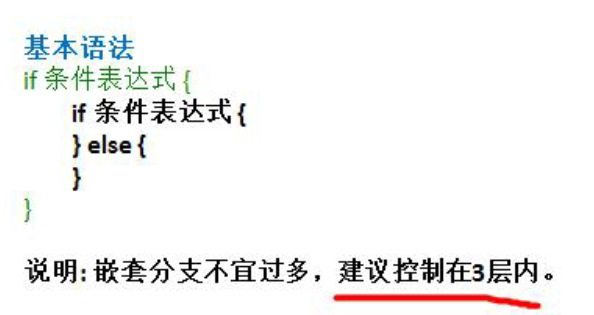 基本语法
if 条件表达式 {
if 条件表达式 {
} else {
}
}
说明: 嵌套分支不宜过多，建议控制在3层内。